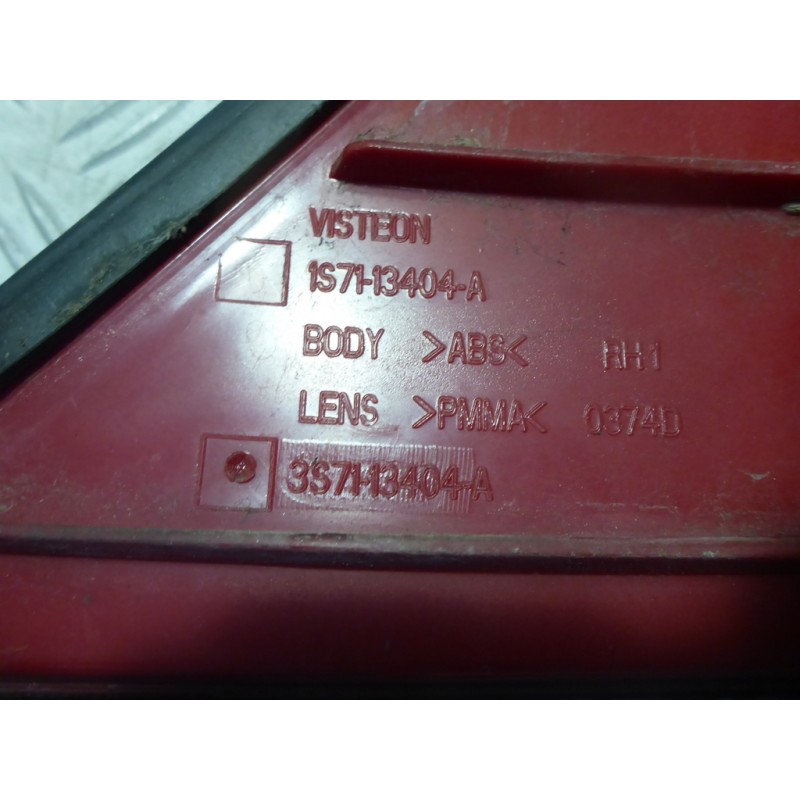 VISTEON
1S71-13404-A
BODY >ABS< RH1
LENS >PMMA< 0374D
3S71-13404-A